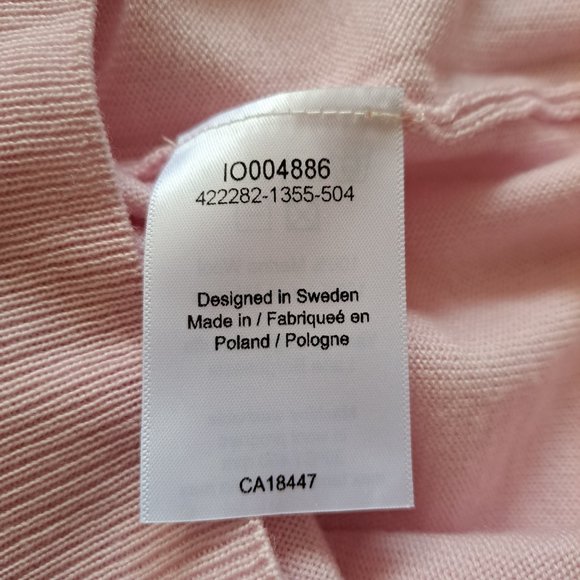 IO004886
422282-1355-504
Designed in Sweden
Made in / Fabriqueé en
Poland / Pologne
CA18447